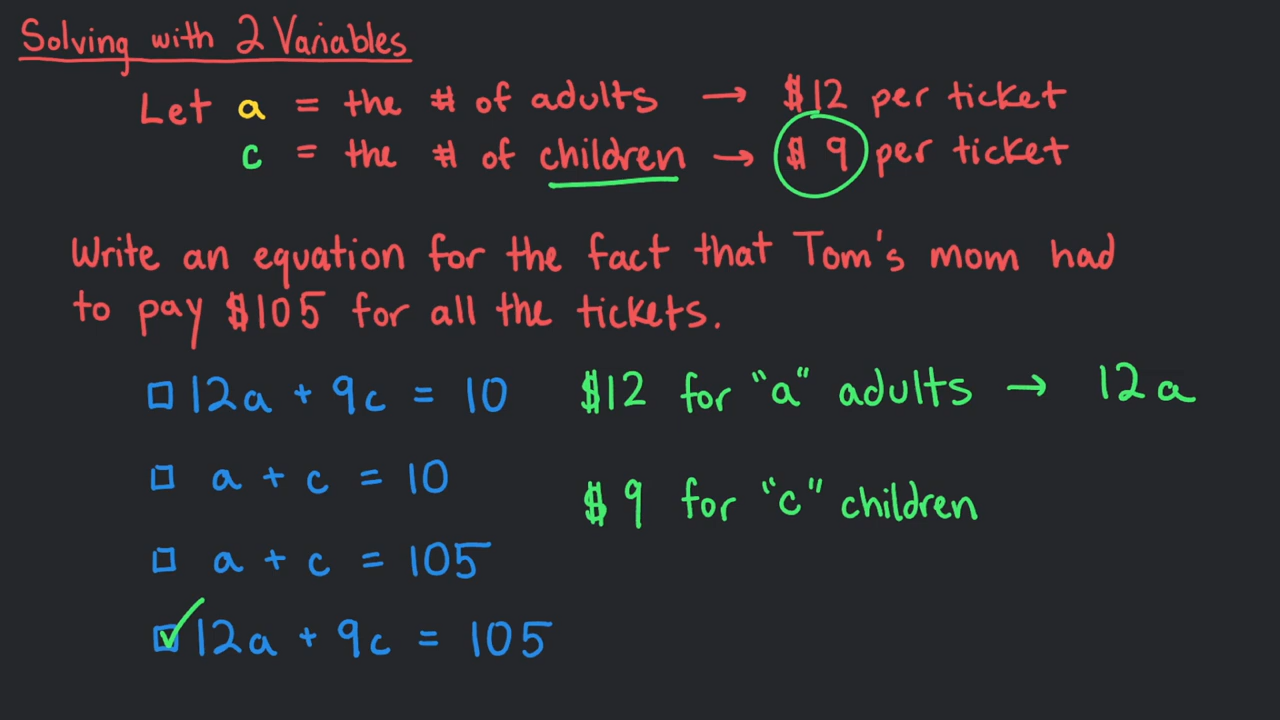 Solving with 2 Variables
Let a = the # of adults → $12 per ticket
c = the # of children → $ 9 per ticket
Write an equation for the fact that Tom's mom had
to pay $105 for all the tickets.
12a + 9c = 10
$12 for "a" adults → 12a
a + c = 10
$ 9 for "c" children
a + c = 105
12a + 9c = 105